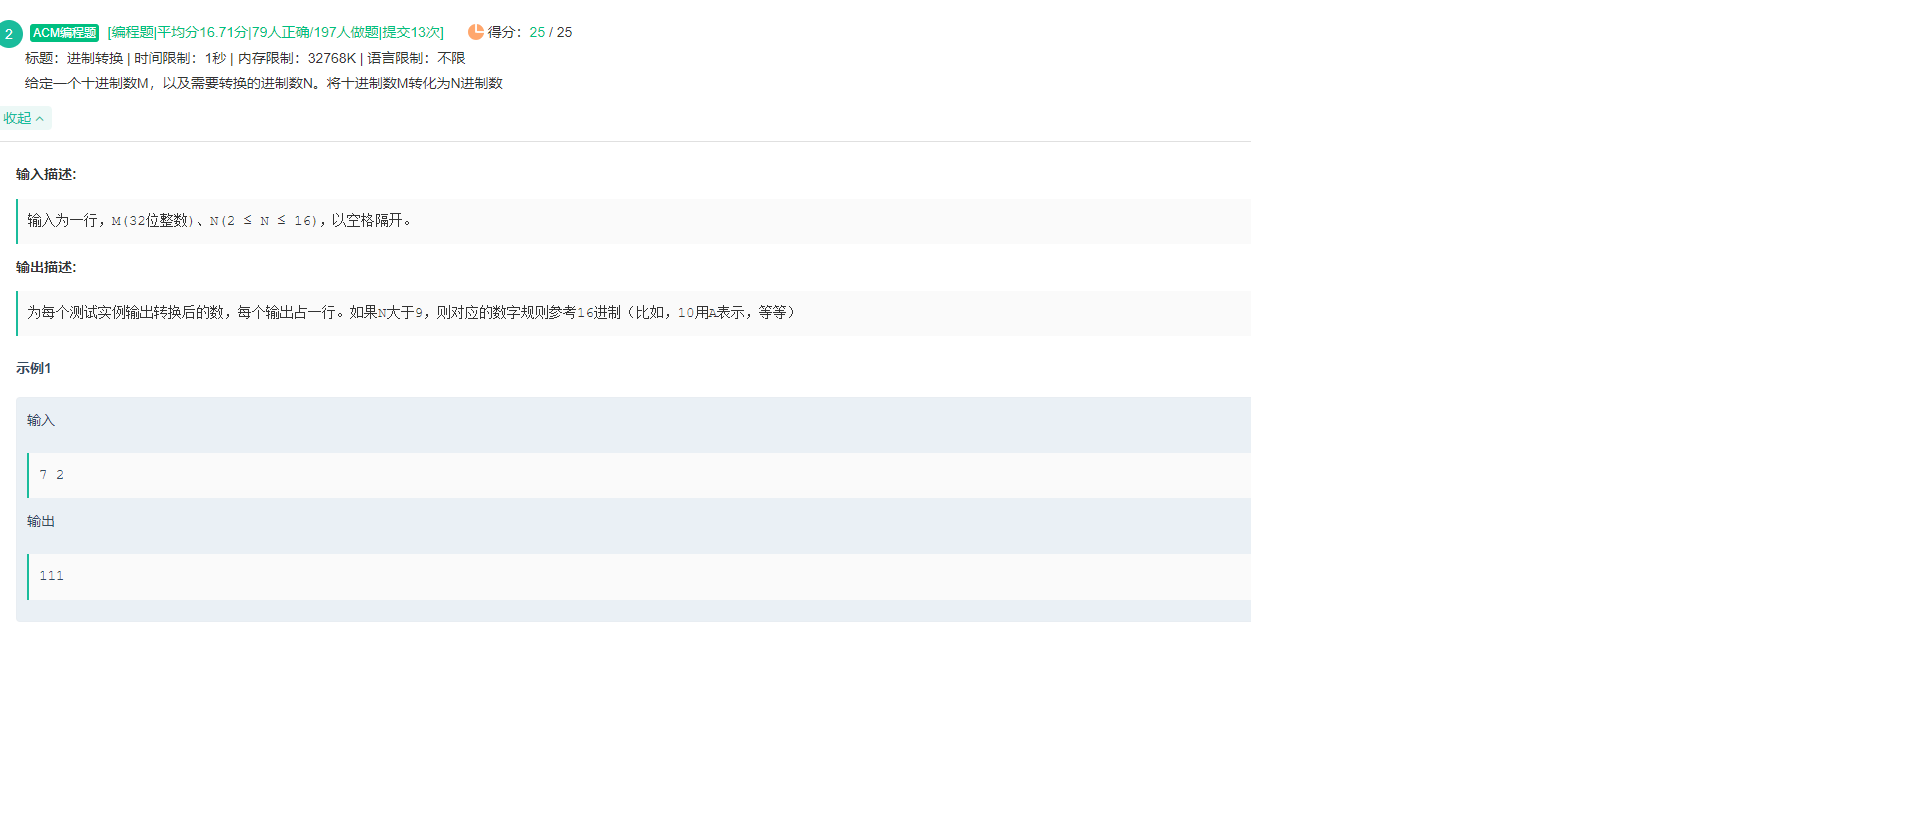 2 ACM编程题 [编程题|平均分16.71分|79人正确/197人做题|提交13次] 得分：25 / 25
标题：进制转换 | 时间限制：1秒 | 内存限制：32768K | 语言限制：不限
给定一个十进制数M，以及需要转换的进制数N。将十进制数M转化为N进制数
收起
输入描述:
输入为一行，M(32位整数)、N(2 ≤ N ≤ 16)，以空格隔开。
输出描述:
为每个测试实例输出转换后的数，每个输出占一行。如果N大于9，则对应的数字规则参考16进制（比如，10用A表示，等等）
示例1
输入
7 2
输出
111